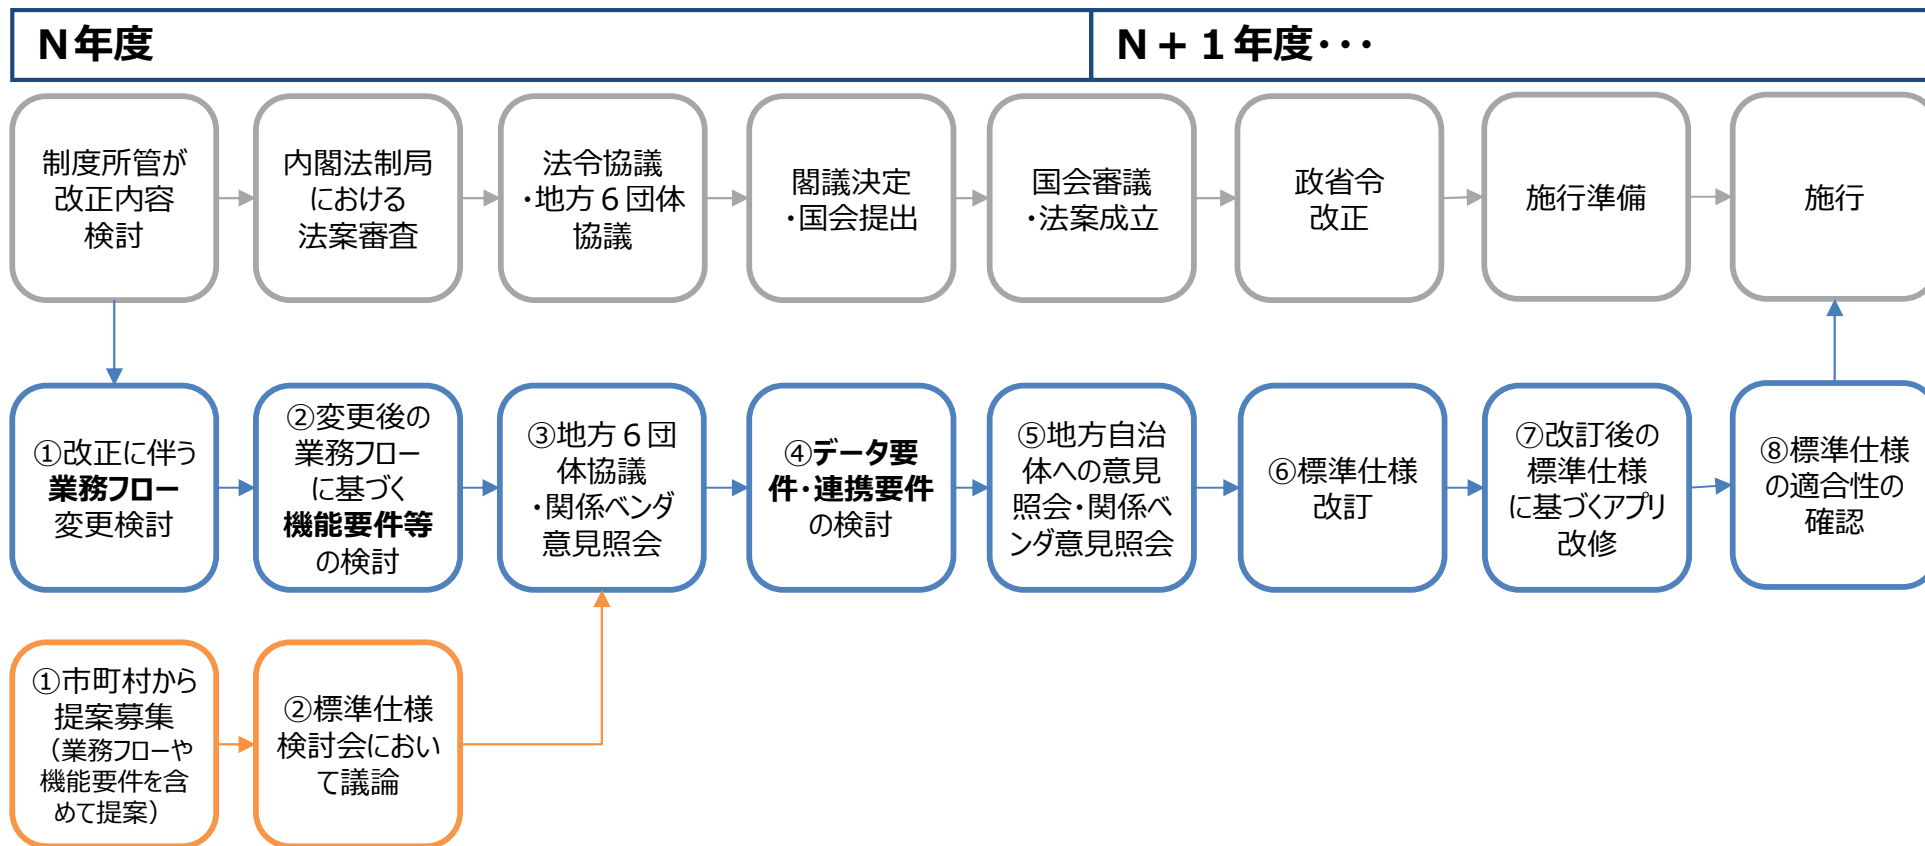 N年度
N+1年度・・・
制度所管が
改正内容
検討
内閣法制局
における
法案審査
法令協議
・地方6団体
協議
閣議決定
・国会提出
国会審議
・法案成立
政省令
改正
施行準備
施行
①改正に伴う
業務フロー
変更検討
②変更後の
業務フロー
に基づく
機能要件等
の検討
③地方6団
体協議
・関係ベンダ
意見照会
④データ要
件・連携要件
の検討
⑤地方自治
体への意見
照会・関係ベ
ンダ意見照会
⑥標準仕様
改訂
⑦改訂後の
標準仕様
に基づくアプリ
改修
⑧標準仕様
の適合性の
確認
①市町村から
提案募集
(業務フローや
機能要件を含
めて提案)
②標準仕様
検討会におい
て議論